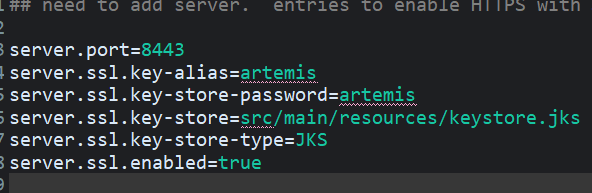 ## need to add server.  entries to enable HTTPS with
server.port=8443
server.ssl.key-alias=artemis
server.ssl.key-store-password=artemis
server.ssl.key-store=src/main/resources/keystore.jks
server.ssl.key-store-type=JKS
server.ssl.enabled=true